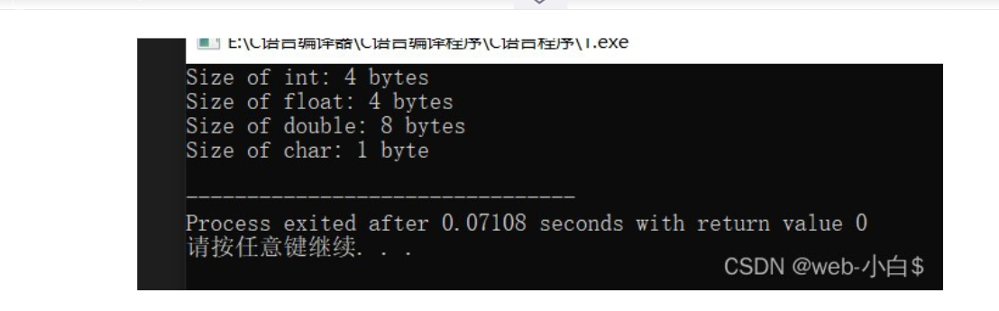 E:\C语言编译器\C语言编译程序\C语言程序\1.exe
Size of int: 4 bytes
Size of float: 4 bytes
Size of double: 8 bytes
Size of char: 1 byte
--------------------------------
Process exited after 0.07108 seconds with return value 0
请按任意键继续. . .
CSDN @web-小白$